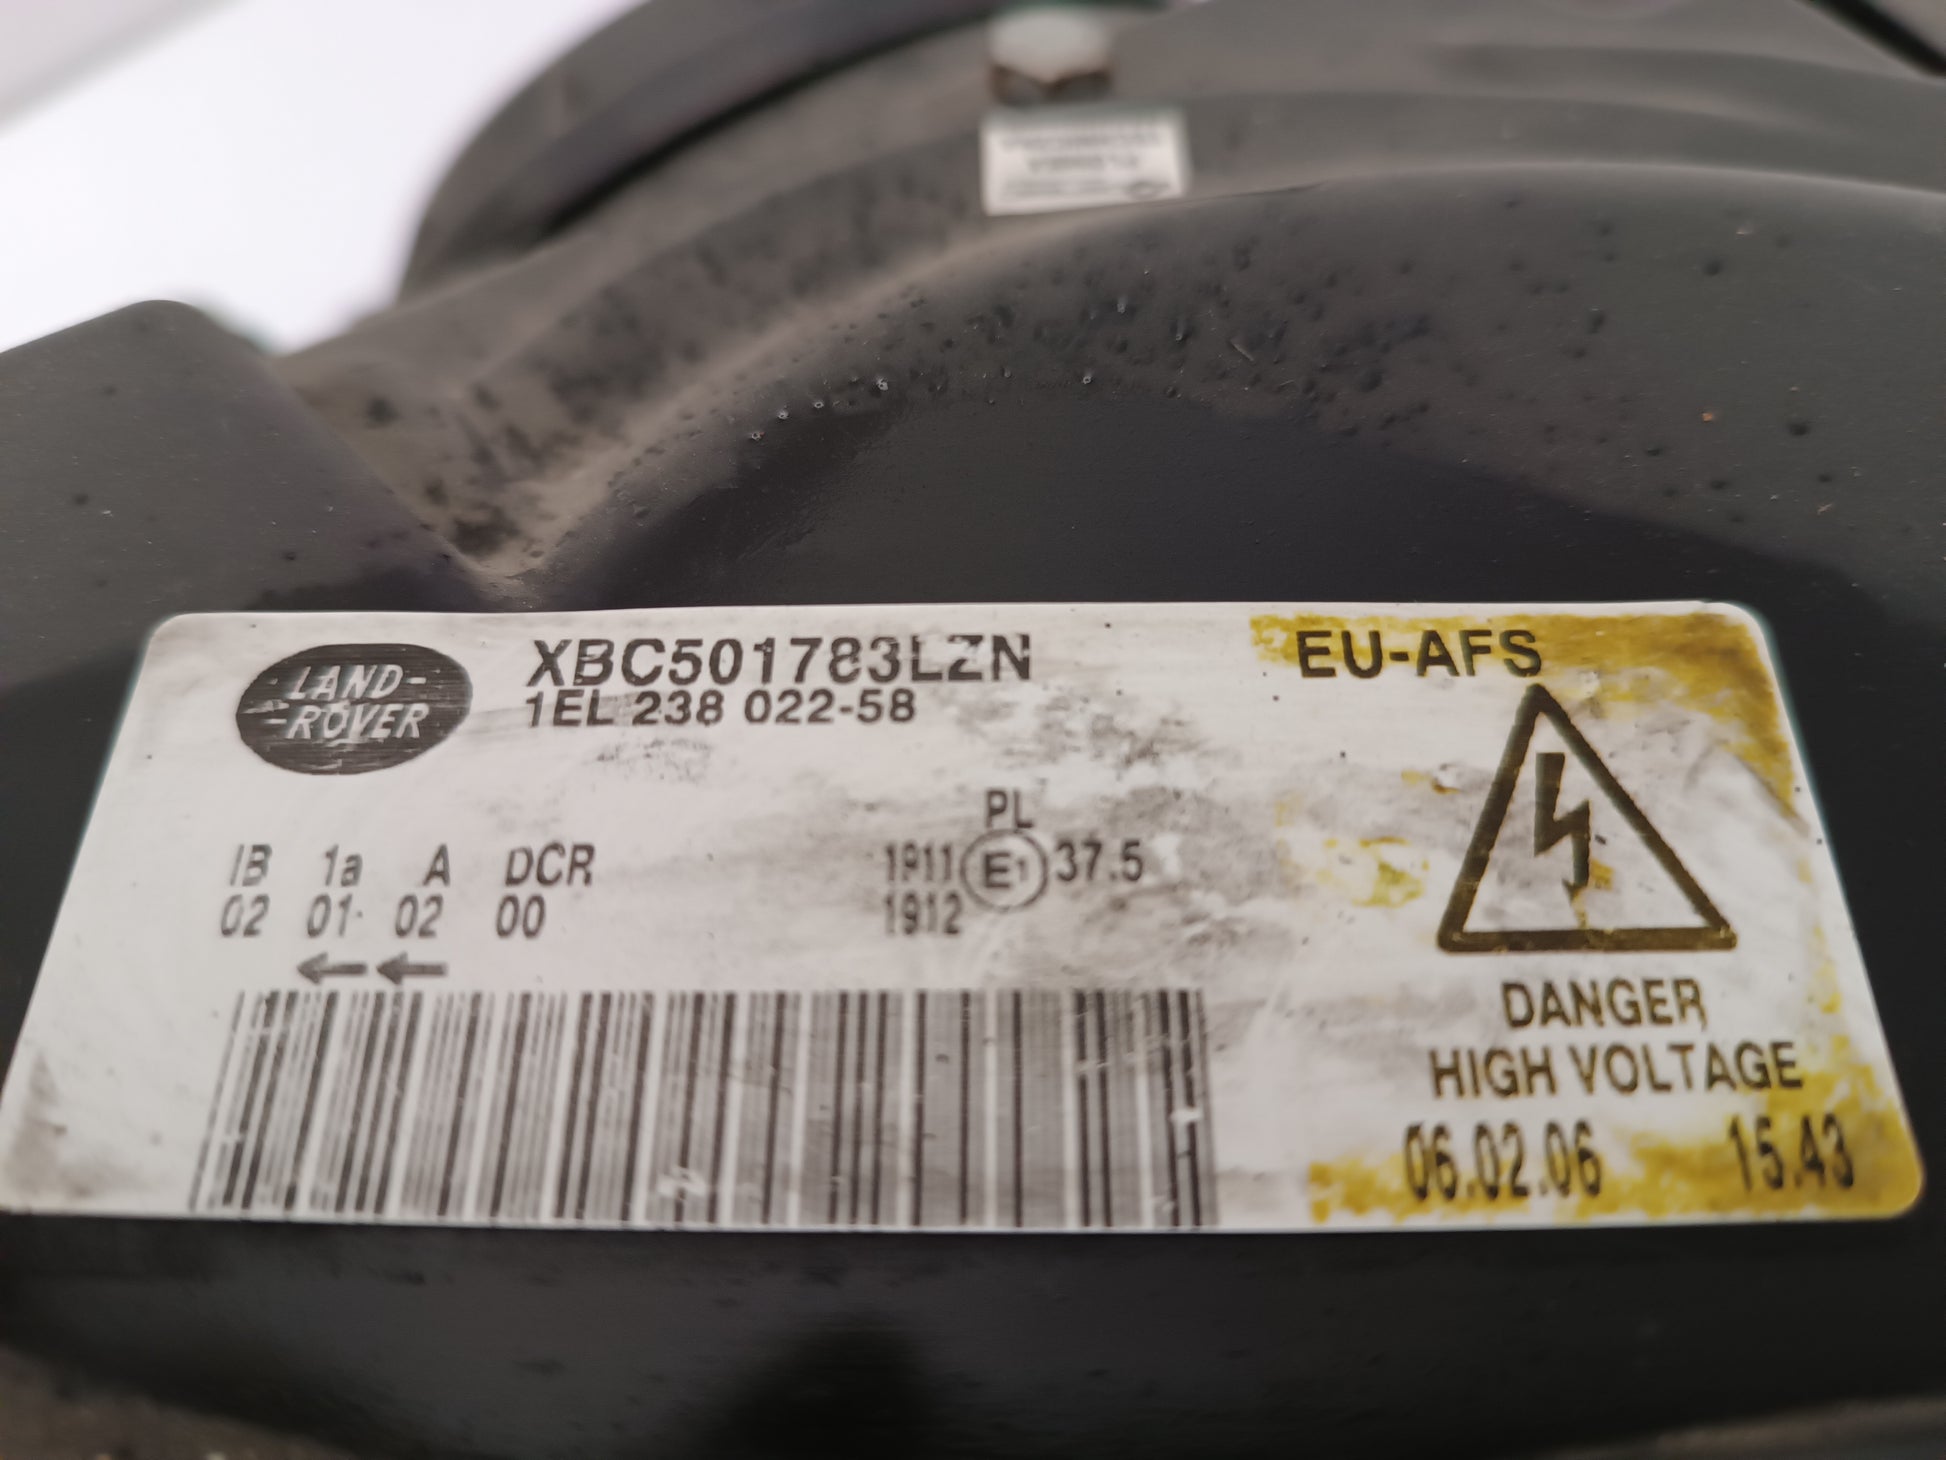 LAND-
-ROVER
XBC501783LZN
1EL 238 022-58
EU-AFS
PL
IB 1a A DCR
02 01 02 00
1911 E1 37.5
1912
DANGER
HIGH VOLTAGE
06.02.06 15.43